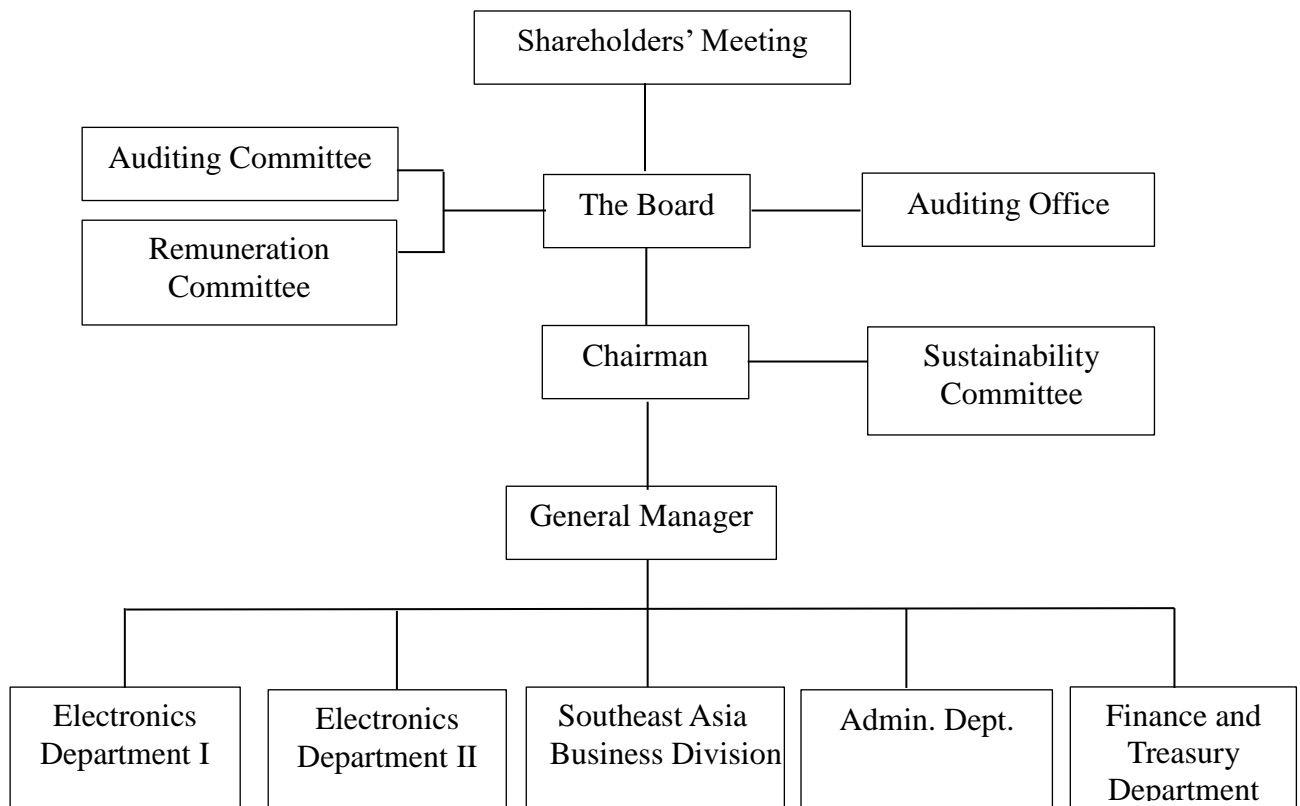 Shareholders’ Meeting
Auditing Committee
The Board
Auditing Office
Remuneration
Committee
Chairman
Sustainability
Committee
General Manager
Electronics
Department I
Electronics
Department II
Southeast Asia
Business Division
Admin. Dept.
Finance and
Treasury
Department